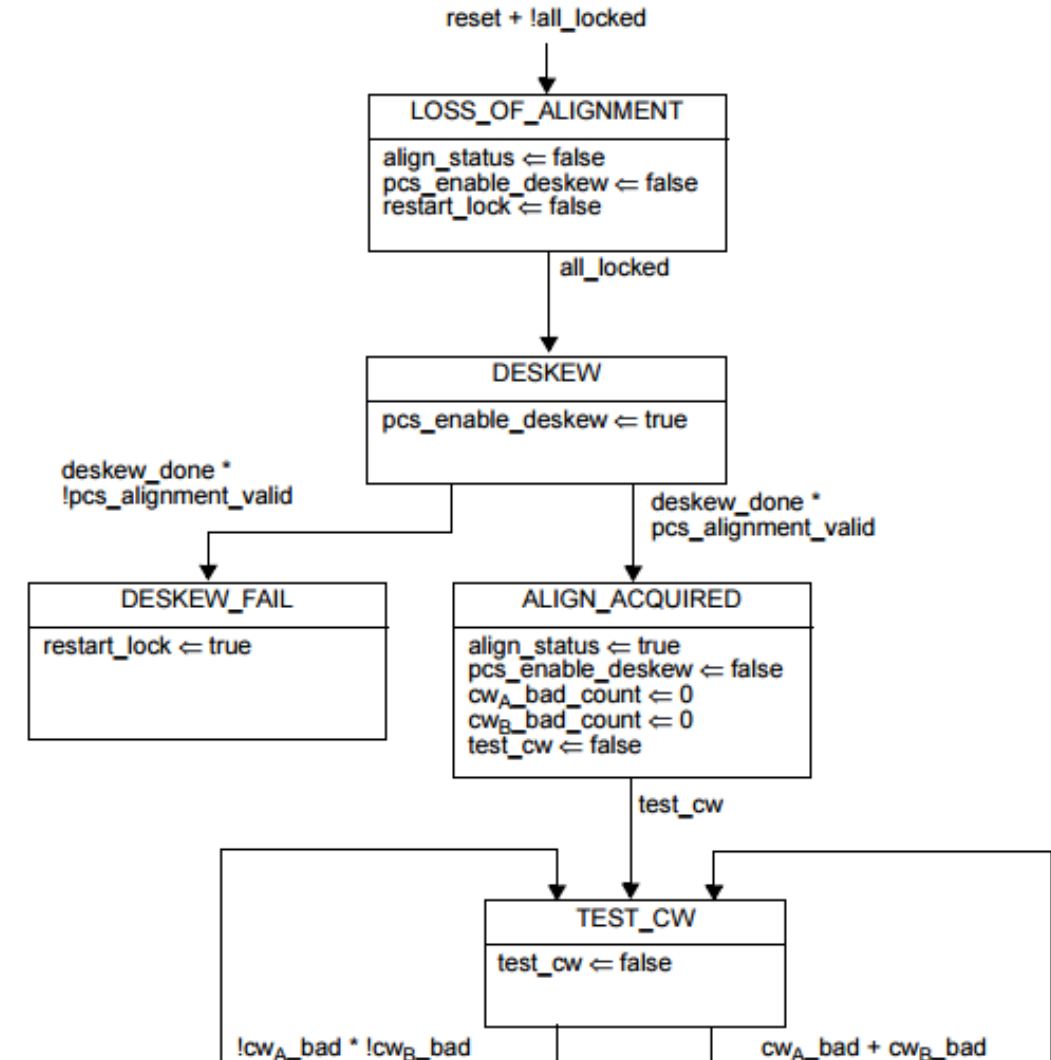 reset + !all_locked
LOSS_OF_ALIGNMENT
align_status ⇐ false
pcs_enable_deskew ⇐ false
restart_lock ⇐ false
all_locked
DESKEW
pcs_enable_deskew ⇐ true
deskew_done *
!pcs_alignment_valid
deskew_done *
pcs_alignment_valid
DESKEW_FAIL
restart_lock ⇐ true
ALIGN_ACQUIRED
align_status ⇐ true
pcs_enable_deskew ⇐ false
cwA_bad_count ⇐ 0
cwB_bad_count ⇐ 0
test_cw ⇐ false
test_cw
TEST_CW
test_cw ⇐ false
!cwA_bad * !cwB_bad
cwA_bad + cwB_bad